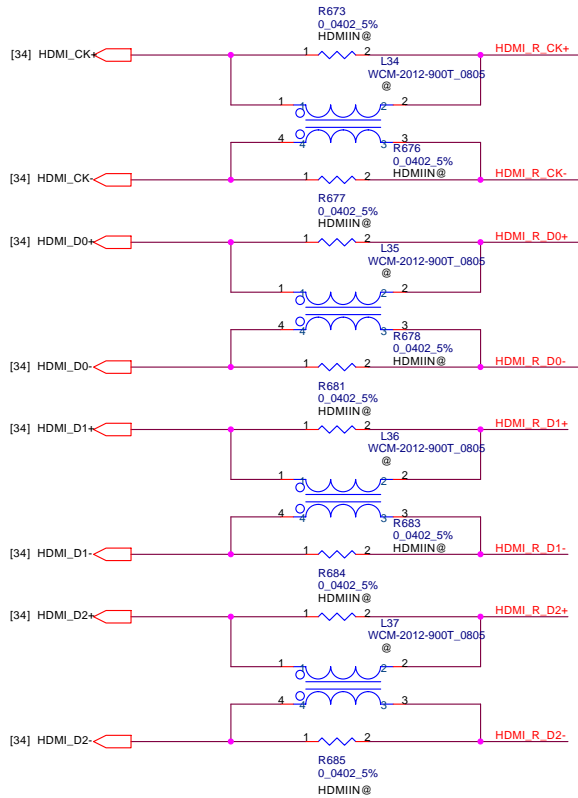 R673
0_0402_5%
HDMIIN@
[34] HDMI_CK+
1 2
HDMI_R_CK+
L34
WCM-2012-900T_0805
@
1 1 2 2
4 4 3 3
R676
0_0402_5%
HDMIIN@
[34] HDMI_CK-
1 2
HDMI_R_CK-
R677
0_0402_5%
HDMIIN@
[34] HDMI_D0+
1 2
HDMI_R_D0+
L35
WCM-2012-900T_0805
@
1 1 2 2
4 4 3 3
R678
0_0402_5%
HDMIIN@
[34] HDMI_D0-
1 2
HDMI_R_D0-
R681
0_0402_5%
HDMIIN@
[34] HDMI_D1+
1 2
HDMI_R_D1+
L36
WCM-2012-900T_0805
@
1 1 2 2
4 4 3 3
R683
0_0402_5%
HDMIIN@
[34] HDMI_D1-
1 2
HDMI_R_D1-
R684
0_0402_5%
HDMIIN@
[34] HDMI_D2+
1 2
HDMI_R_D2+
L37
WCM-2012-900T_0805
@
1 1 2 2
4 4 3 3
[34] HDMI_D2-
1 2
HDMI_R_D2-
R685
0_0402_5%
HDMIIN@